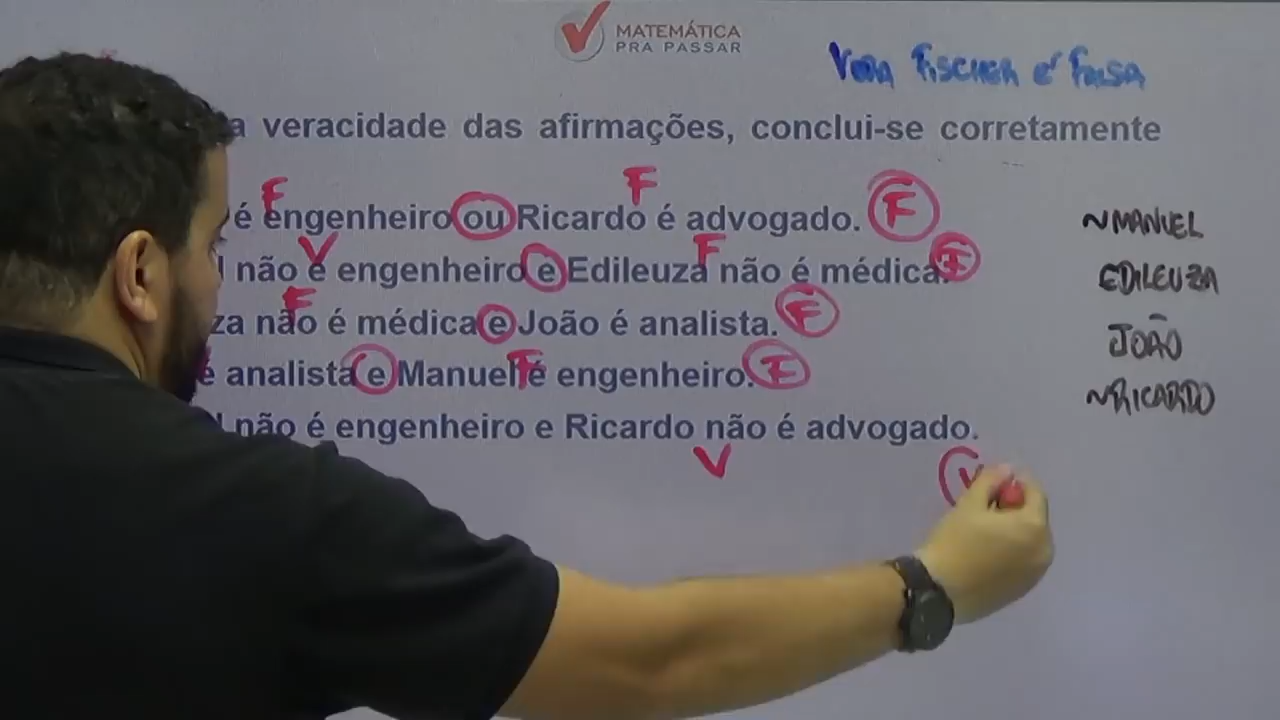 MATEMÁTICA
PRA PASSAR
VERA FISCHER É FALSA
a veracidade das afirmações, conclui-se corretamente
F F
é engenheiro ou Ricardo é advogado. F
V F
não é engenheiro e Edileuza não é médica. F
F
za não é médica e João é analista. F
F
é analista e Manuel é engenheiro. F
não é engenheiro e Ricardo não é advogado.
V V
~MANUEL
EDILEUZA
JOÃO
~RICARDO